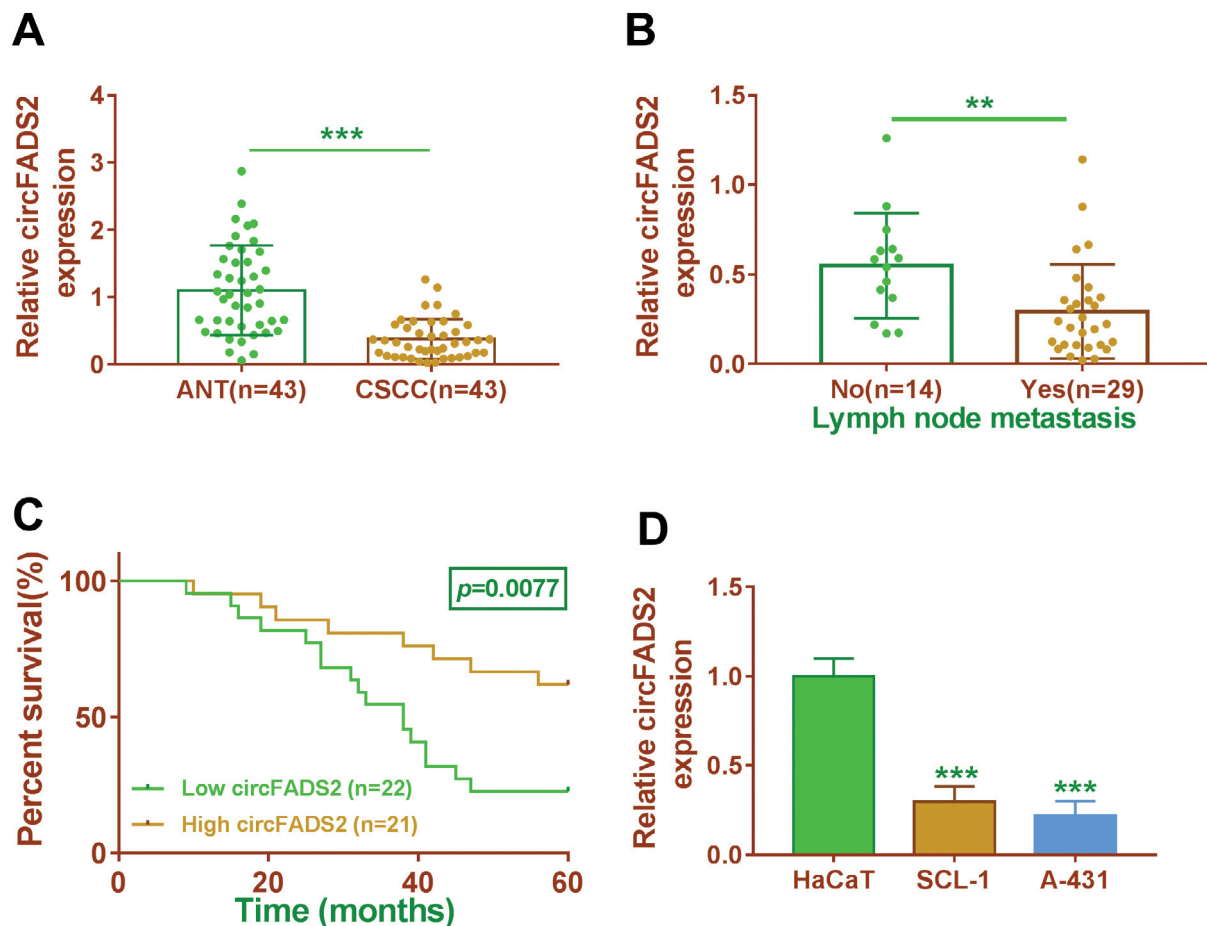 A
Relative circFADS2
expression
4
3
2
1
0
***
ANT(n=43)
CSCC(n=43)
B
Relative circFADS2
expression
1.5
1.0
0.5
0.0
**
No(n=14)
Yes(n=29)
Lymph node metastasis
C
Percent survival(%)
100
50
0
p=0.0077
Low circFADS2 (n=22)
High circFADS2 (n=21)
0
20
40
60
Time (months)
D
Relative circFADS2
expression
1.5
1.0
0.5
0.0
***
***
HaCaT
SCL-1
A-431